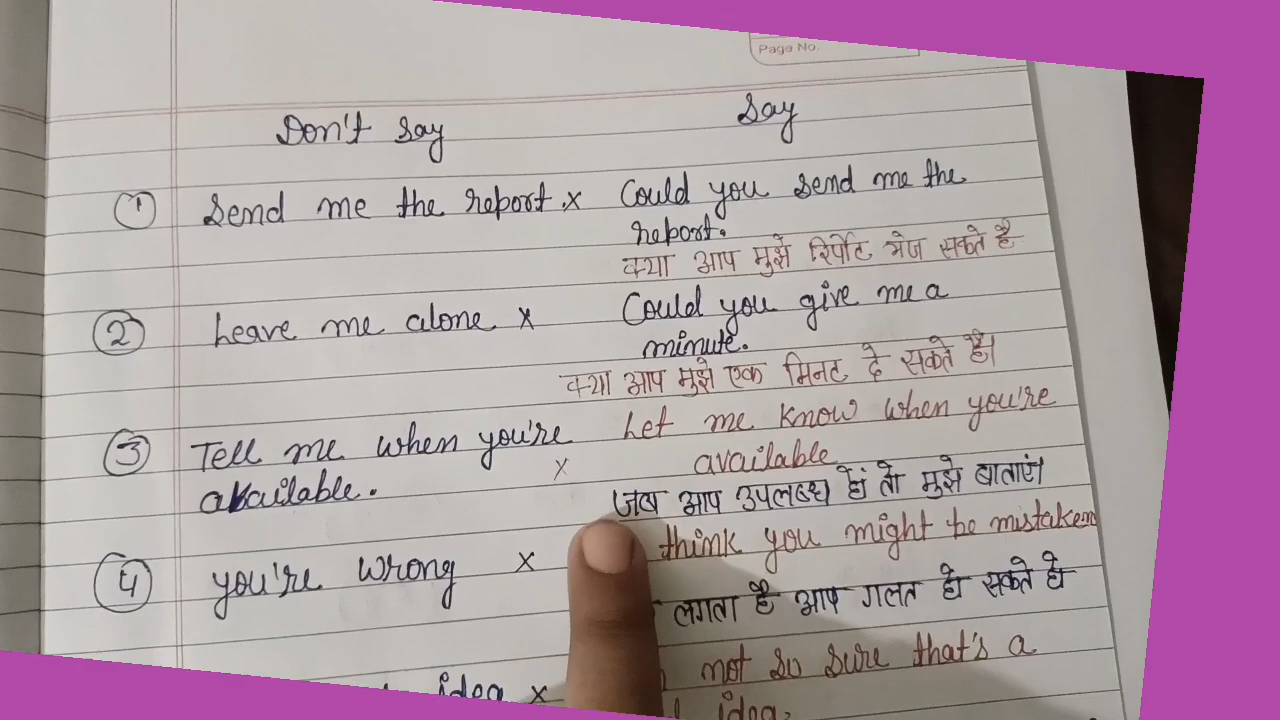 Page No.
Don't Say Say
① Send me the report. × Could you send me the
report.
क्या आप मुझे रिर्पोट भेज सकते है
② Leave me alone × Could you give me a
minute.
क्या आप मुझे एक मिनट दे सकते है।
③ Tell me when you're Let me know when you're
available. × available
जब आप उपलब्ध हों तो मुझे बाताएं।
④ you're wrong × think you might be mistaken
लगता है आप गलत हो सकते हो
idea × not so sure that's a
idea.